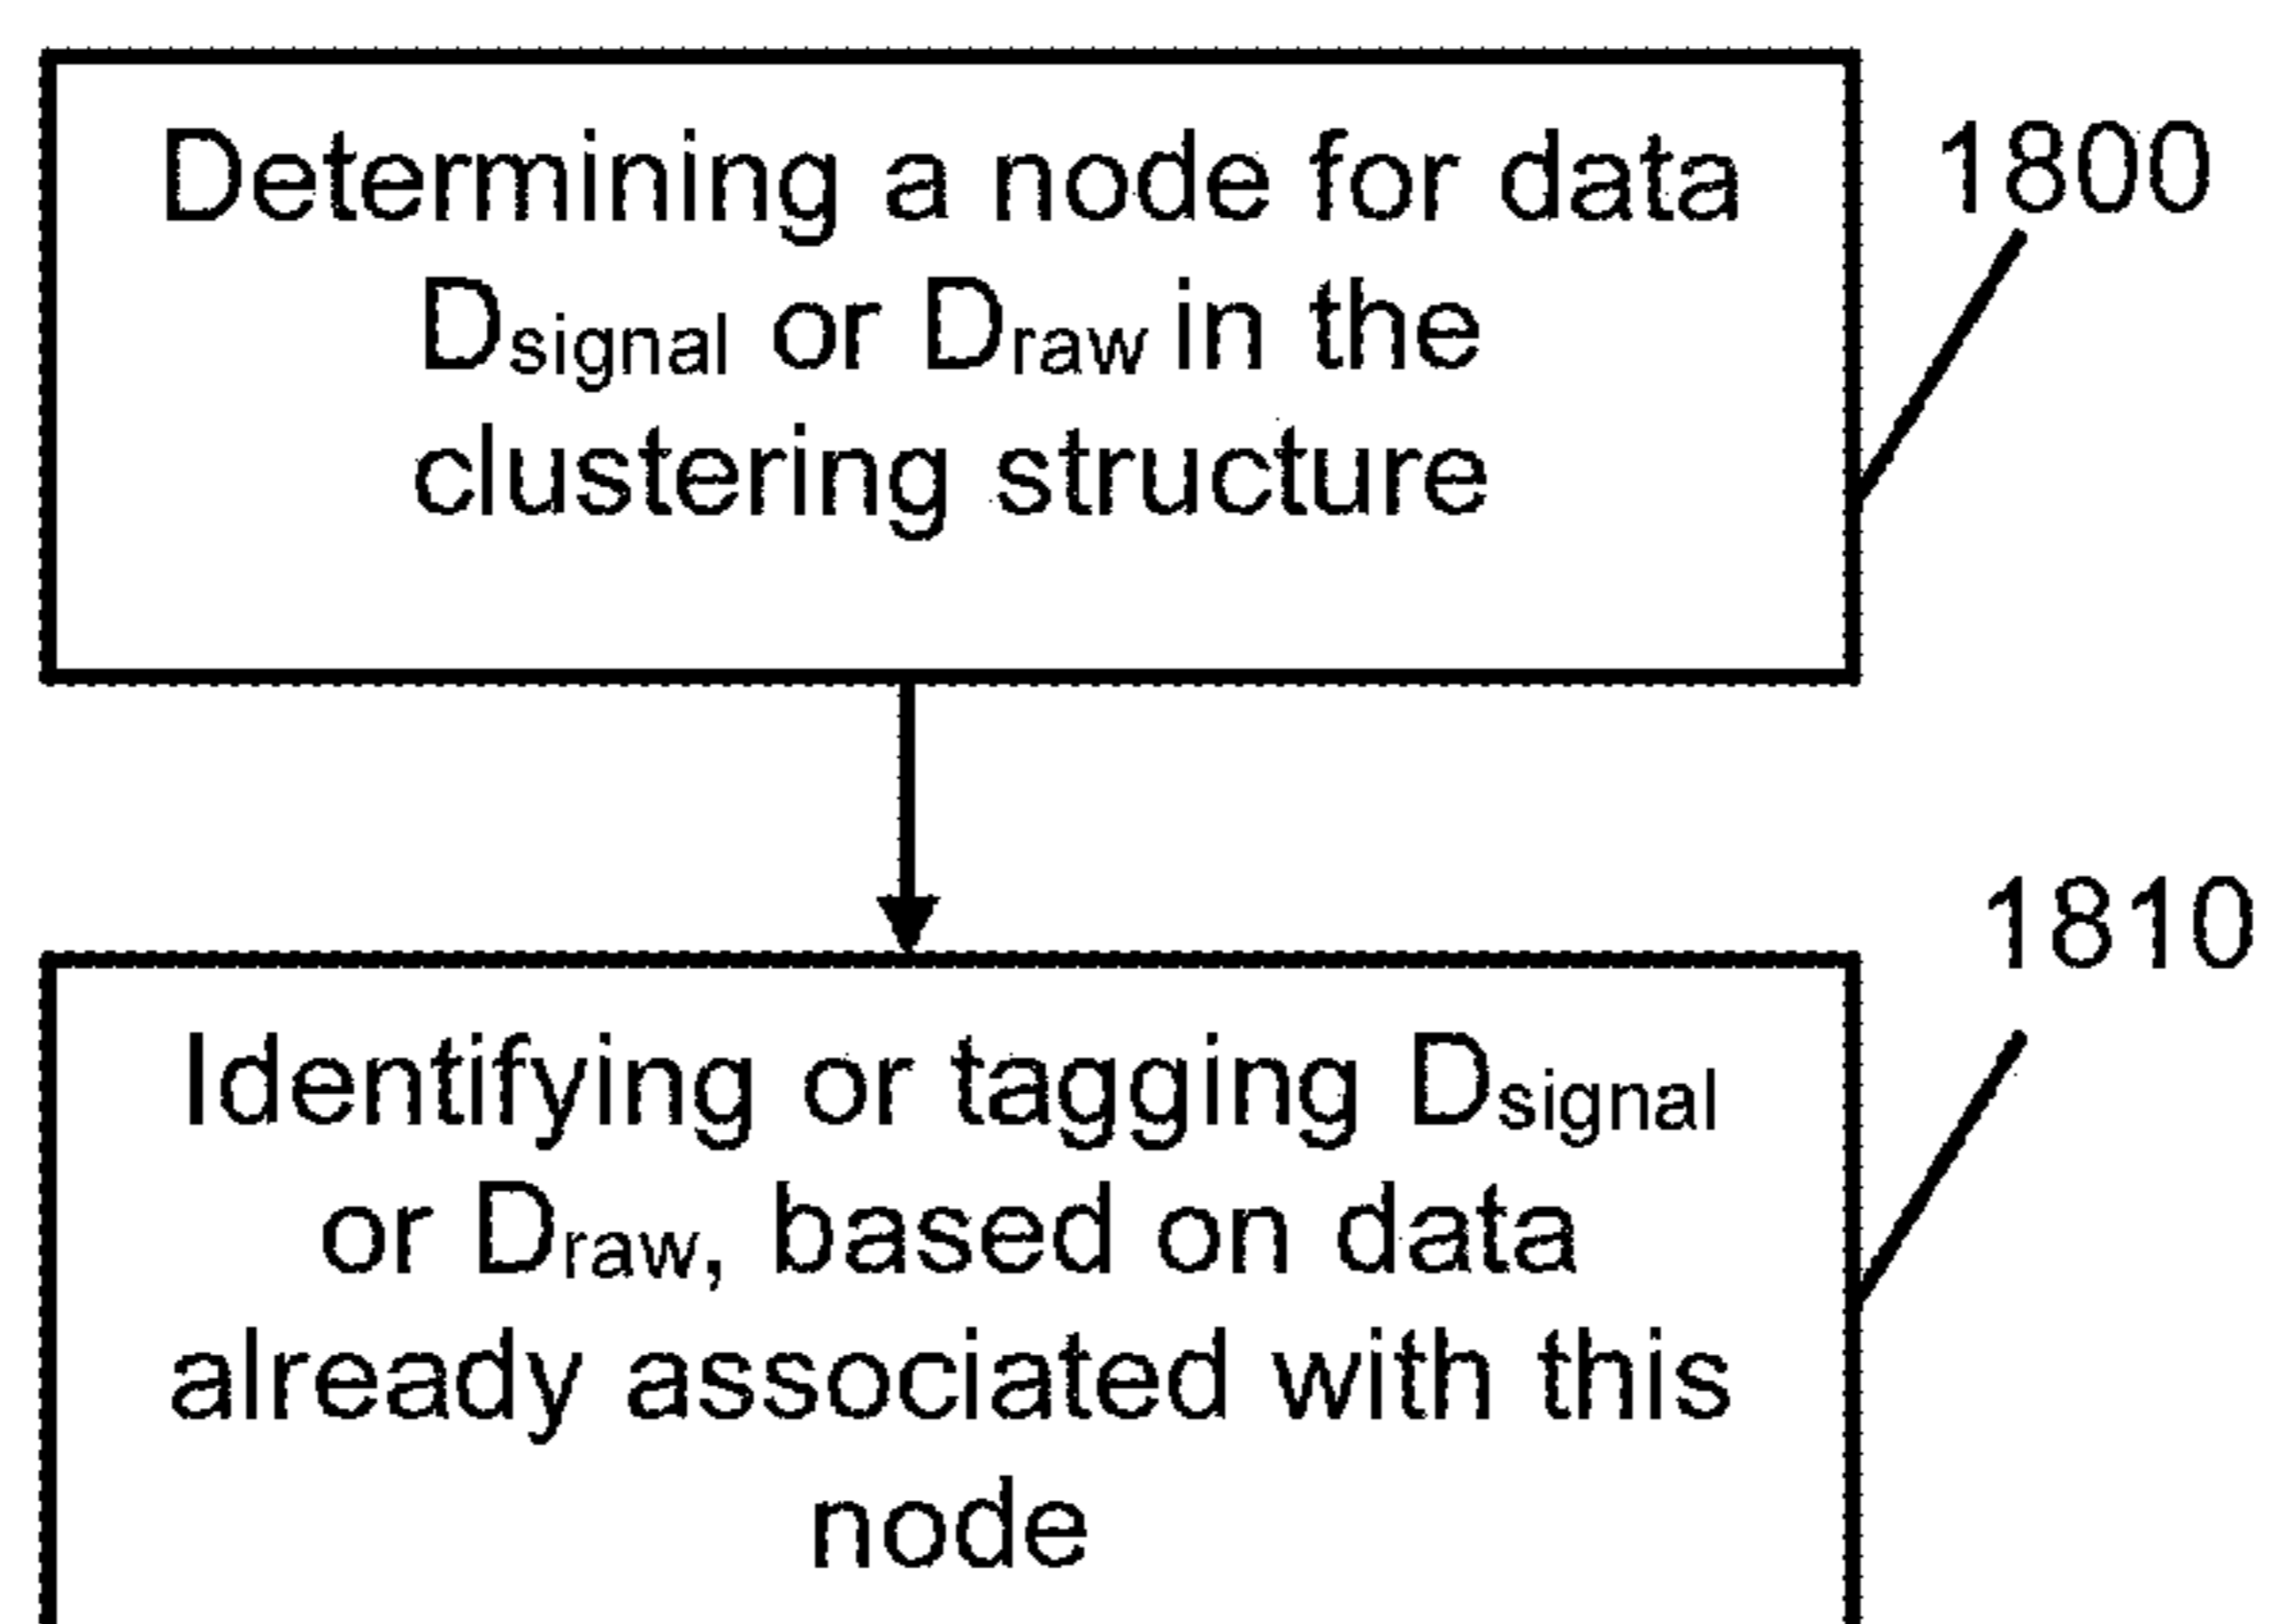 Determining a node for data
1800
Dsignal or Draw in the
clustering structure
1810
Identifying or tagging Dsignal
or Draw, based on data
already associated with this
node